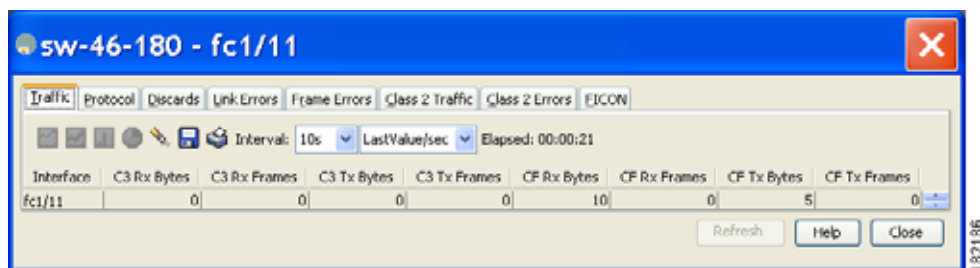 sw-46-180 - fc1/11
Traffic Protocol Discards Link Errors Frame Errors Class 2 Traffic Class 2 Errors FICON
Interval: 10s LastValue/sec Elapsed: 00:00:21
Interface C3 Rx Bytes C3 Rx Frames C3 Tx Bytes C3 Tx Frames CF Rx Bytes CF Rx Frames CF Tx Bytes CF Tx Frames
fc1/11 0 0 0 0 10 0 5 0
Refresh Help Close
182186